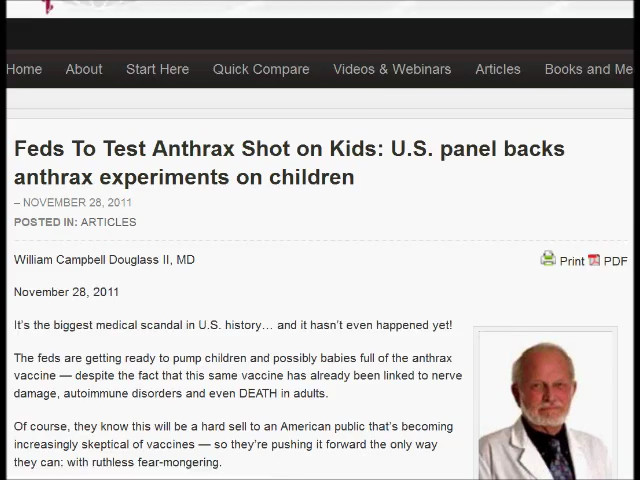 Home About Start Here Quick Compare Videos & Webinars Articles Books and Me
Feds To Test Anthrax Shot on Kids: U.S. panel backs
anthrax experiments on children
– NOVEMBER 28, 2011
POSTED IN: ARTICLES
William Campbell Douglass II, MD
Print PDF
November 28, 2011
It's the biggest medical scandal in U.S. history… and it hasn't even happened yet!
The feds are getting ready to pump children and possibly babies full of the anthrax
vaccine — despite the fact that this same vaccine has already been linked to nerve
damage, autoimmune disorders and even DEATH in adults.
Of course, they know this will be a hard sell to an American public that's becoming
increasingly skeptical of vaccines — so they're pushing it forward the only way
they can: with ruthless fear-mongering.